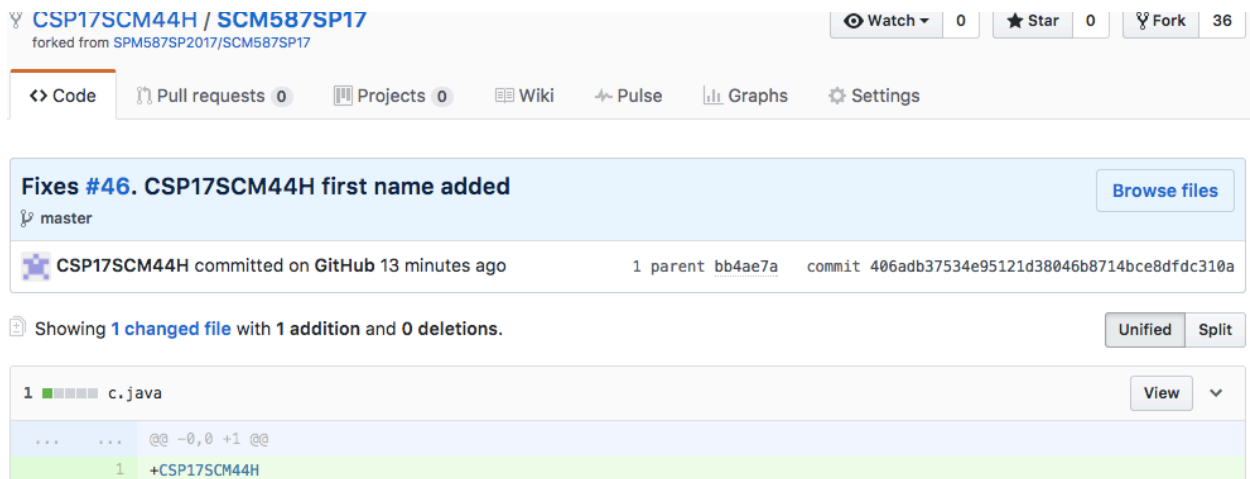 CSP17SCM44H / SCM587SP17
Watch 0 Star 0 Fork 36
forked from SPM587SP2017/SCM587SP17
<> Code Pull requests 0 Projects 0 Wiki Pulse Graphs Settings
Fixes #46. CSP17SCM44H first name added
Browse files
master
CSP17SCM44H committed on GitHub 13 minutes ago 1 parent bb4ae7a commit 406adb37534e95121d38046b8714bce8dfdc310a
Showing 1 changed file with 1 addition and 0 deletions. Unified Split
1 c.java View
... ... @@ -0,0 +1 @@
1 +CSP17SCM44H